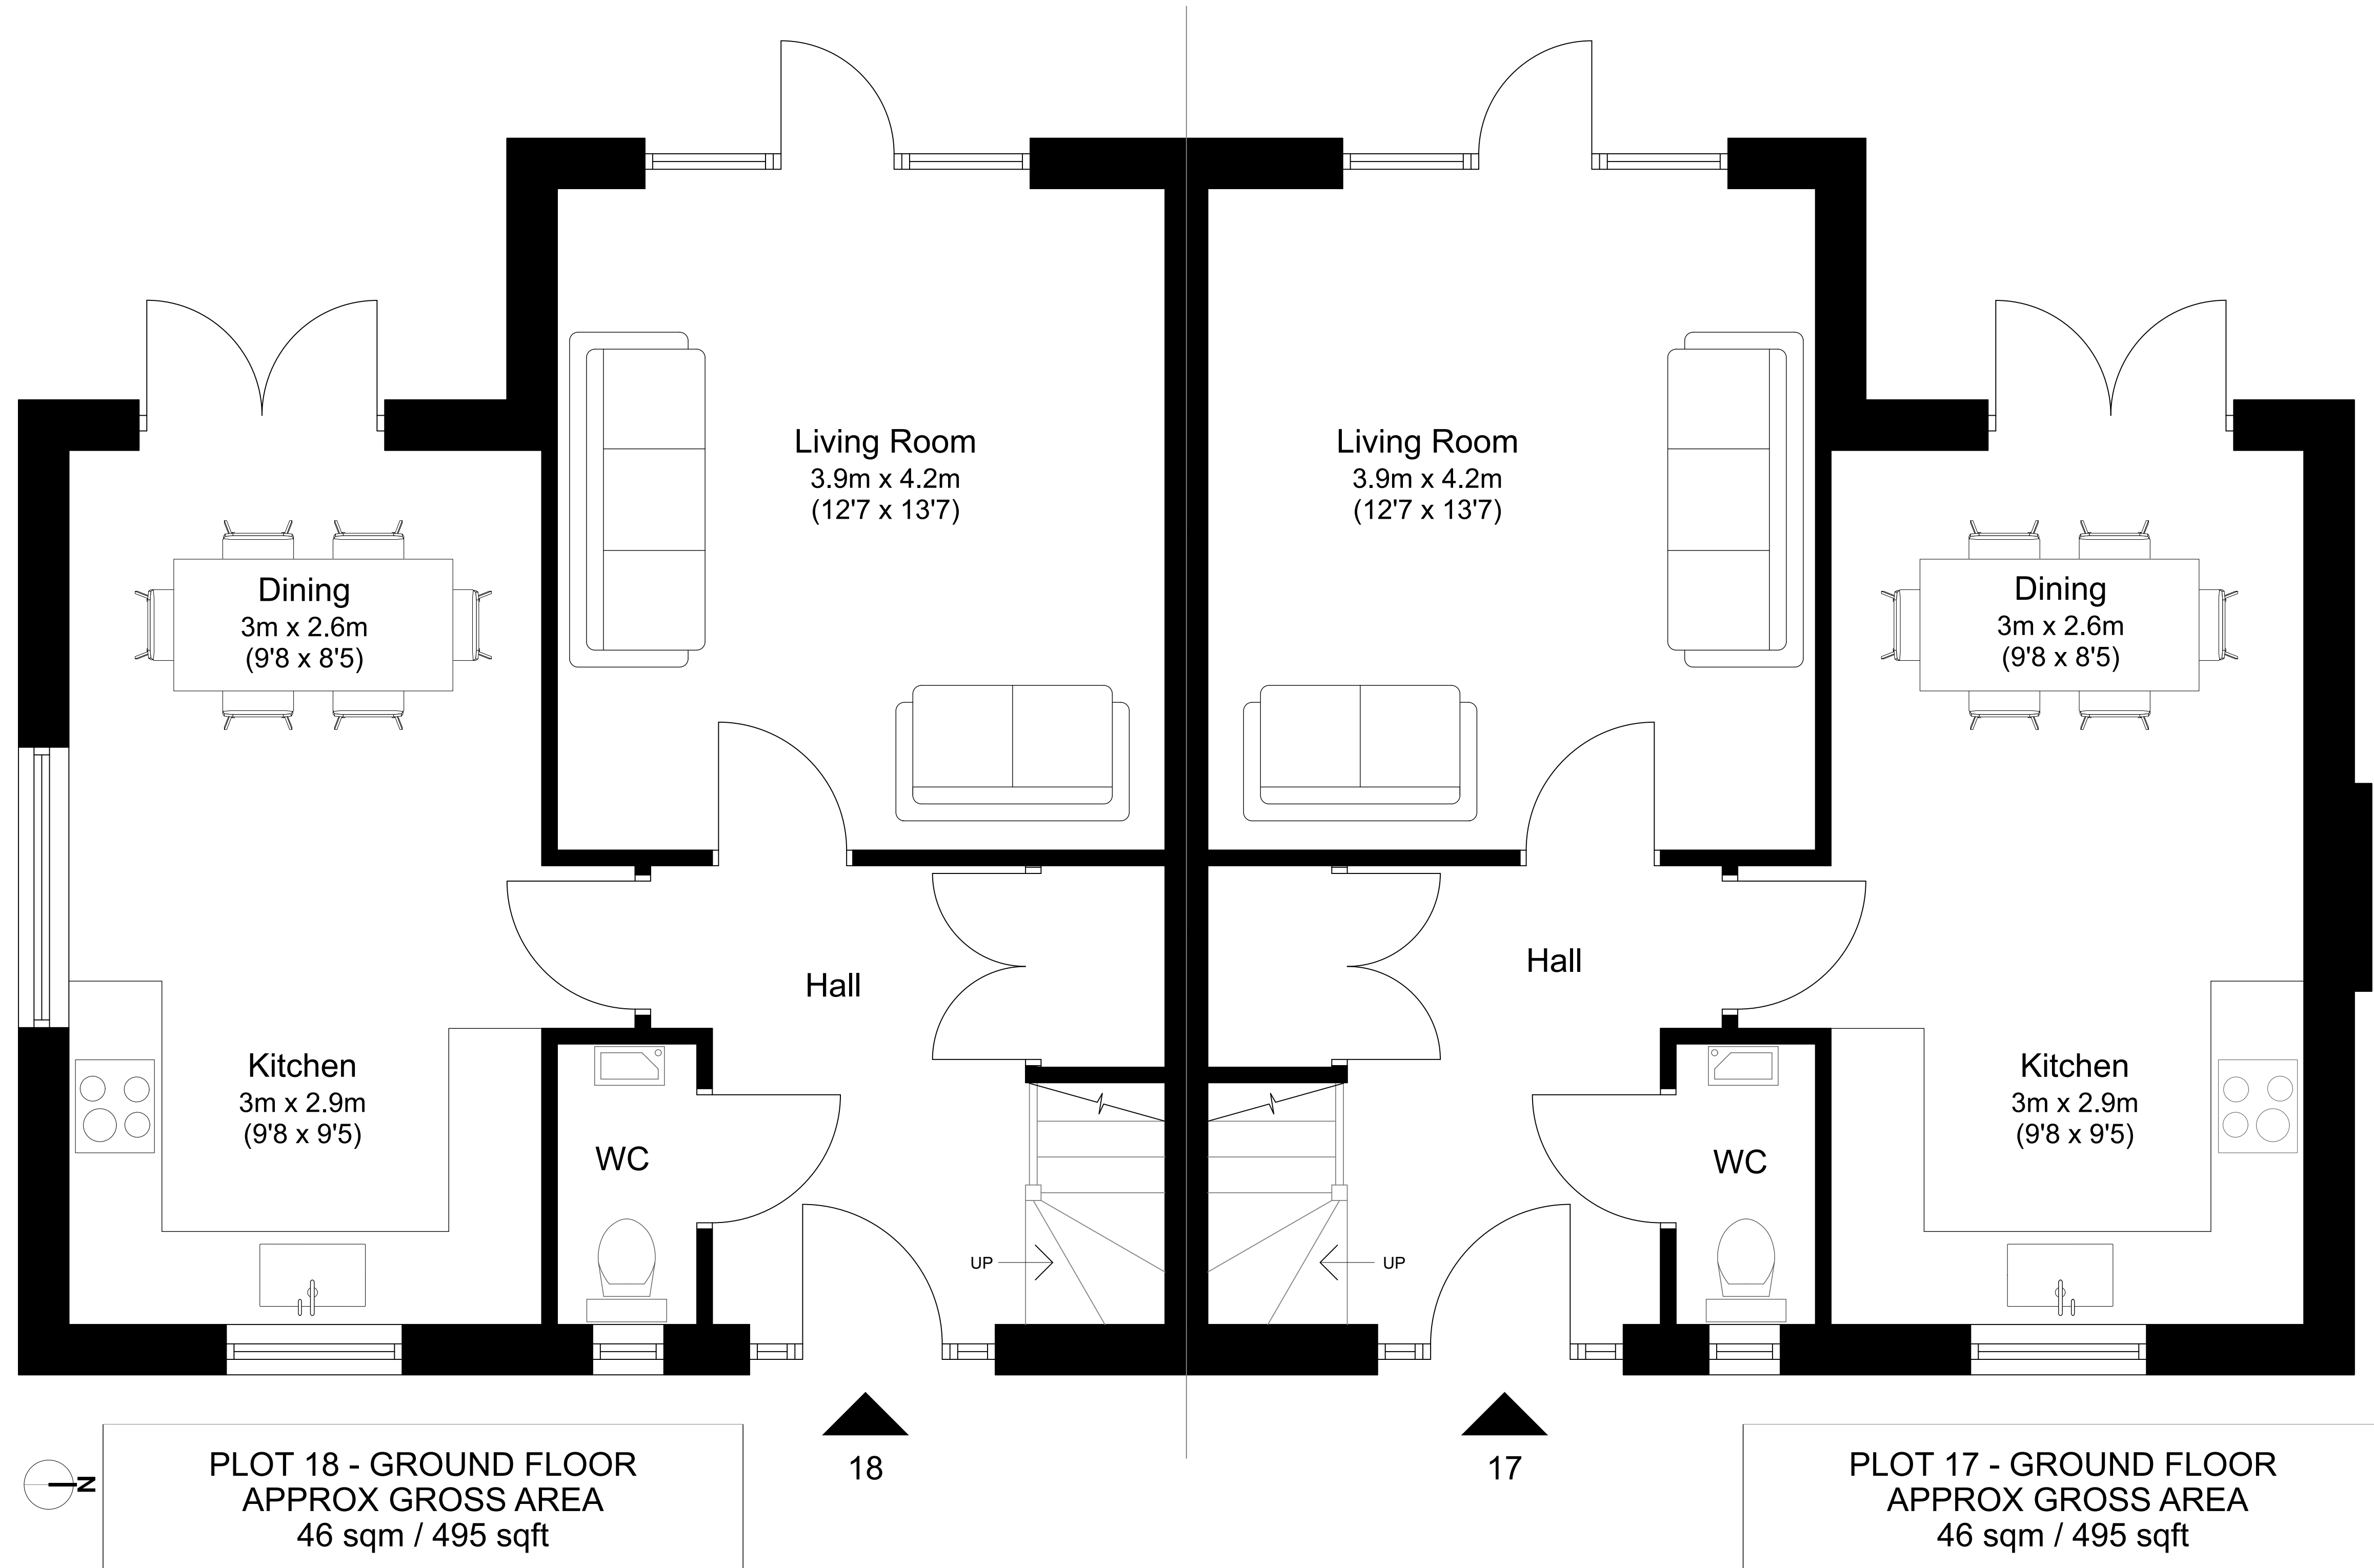 Living Room
3.9m x 4.2m
(12'7 x 13'7)
Living Room
3.9m x 4.2m
(12'7 x 13'7)
Dining
3m x 2.6m
(9'8 x 8'5)
Dining
3m x 2.6m
(9'8 x 8'5)
Hall
Hall
Kitchen
3m x 2.9m
(9'8 x 9'5)
WC
WC
Kitchen
3m x 2.9m
(9'8 x 9'5)
UP
UP
18
17
N
PLOT 18 - GROUND FLOOR
APPROX GROSS AREA
46 sqm / 495 sqft
PLOT 17 - GROUND FLOOR
APPROX GROSS AREA
46 sqm / 495 sqft